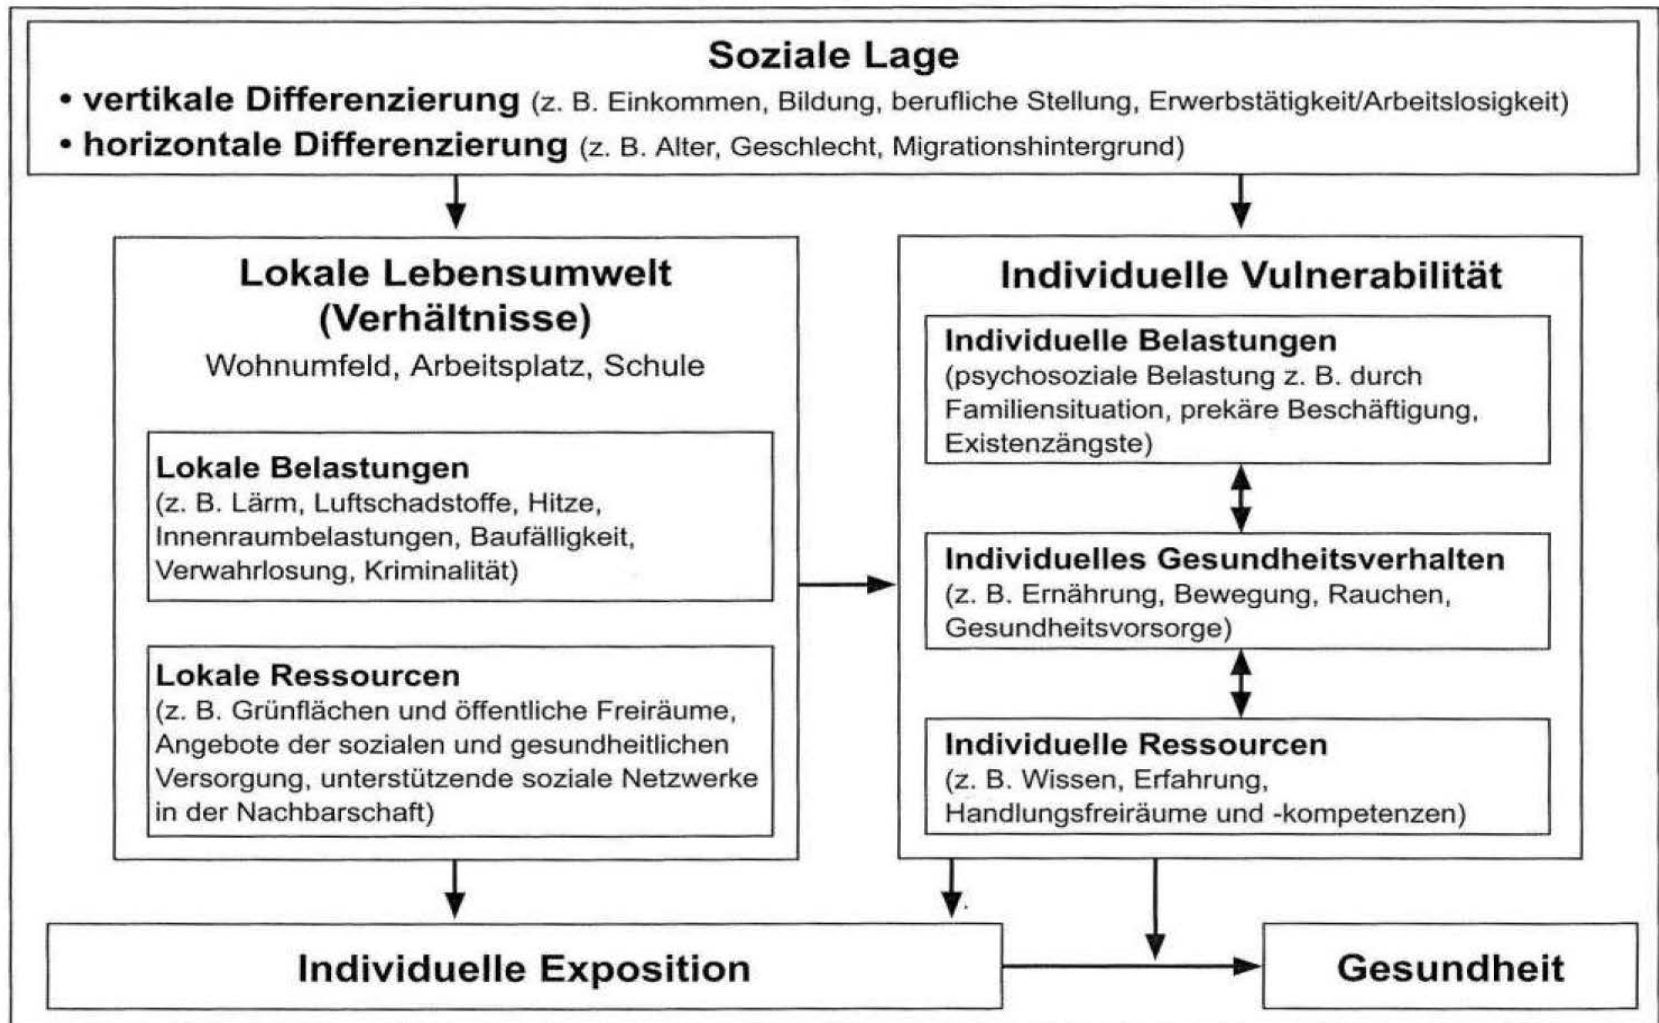 Soziale Lage
• vertikale Differenzierung (z. B. Einkommen, Bildung, berufliche Stellung, Erwerbstätigkeit/Arbeitslosigkeit)
• horizontale Differenzierung (z. B. Alter, Geschlecht, Migrationshintergrund)
Lokale Lebensumwelt
(Verhältnisse)
Wohnumfeld, Arbeitsplatz, Schule
Lokale Belastungen
(z. B. Lärm, Luftschadstoffe, Hitze,
Innenraumbelastungen, Baufälligkeit,
Verwahrlosung, Kriminalität)
Lokale Ressourcen
(z. B. Grünflächen und öffentliche Freiräume,
Angebote der sozialen und gesundheitlichen
Versorgung, unterstützende soziale Netzwerke
in der Nachbarschaft)
Individuelle Vulnerabilität
Individuelle Belastungen
(psychosoziale Belastung z. B. durch
Familiensituation, prekäre Beschäftigung,
Existenzängste)
Individuelles Gesundheitsverhalten
(z. B. Ernährung, Bewegung, Rauchen,
Gesundheitsvorsorge)
Individuelle Ressourcen
(z. B. Wissen, Erfahrung,
Handlungsfreiräume und -kompetenzen)
Individuelle Exposition
Gesundheit